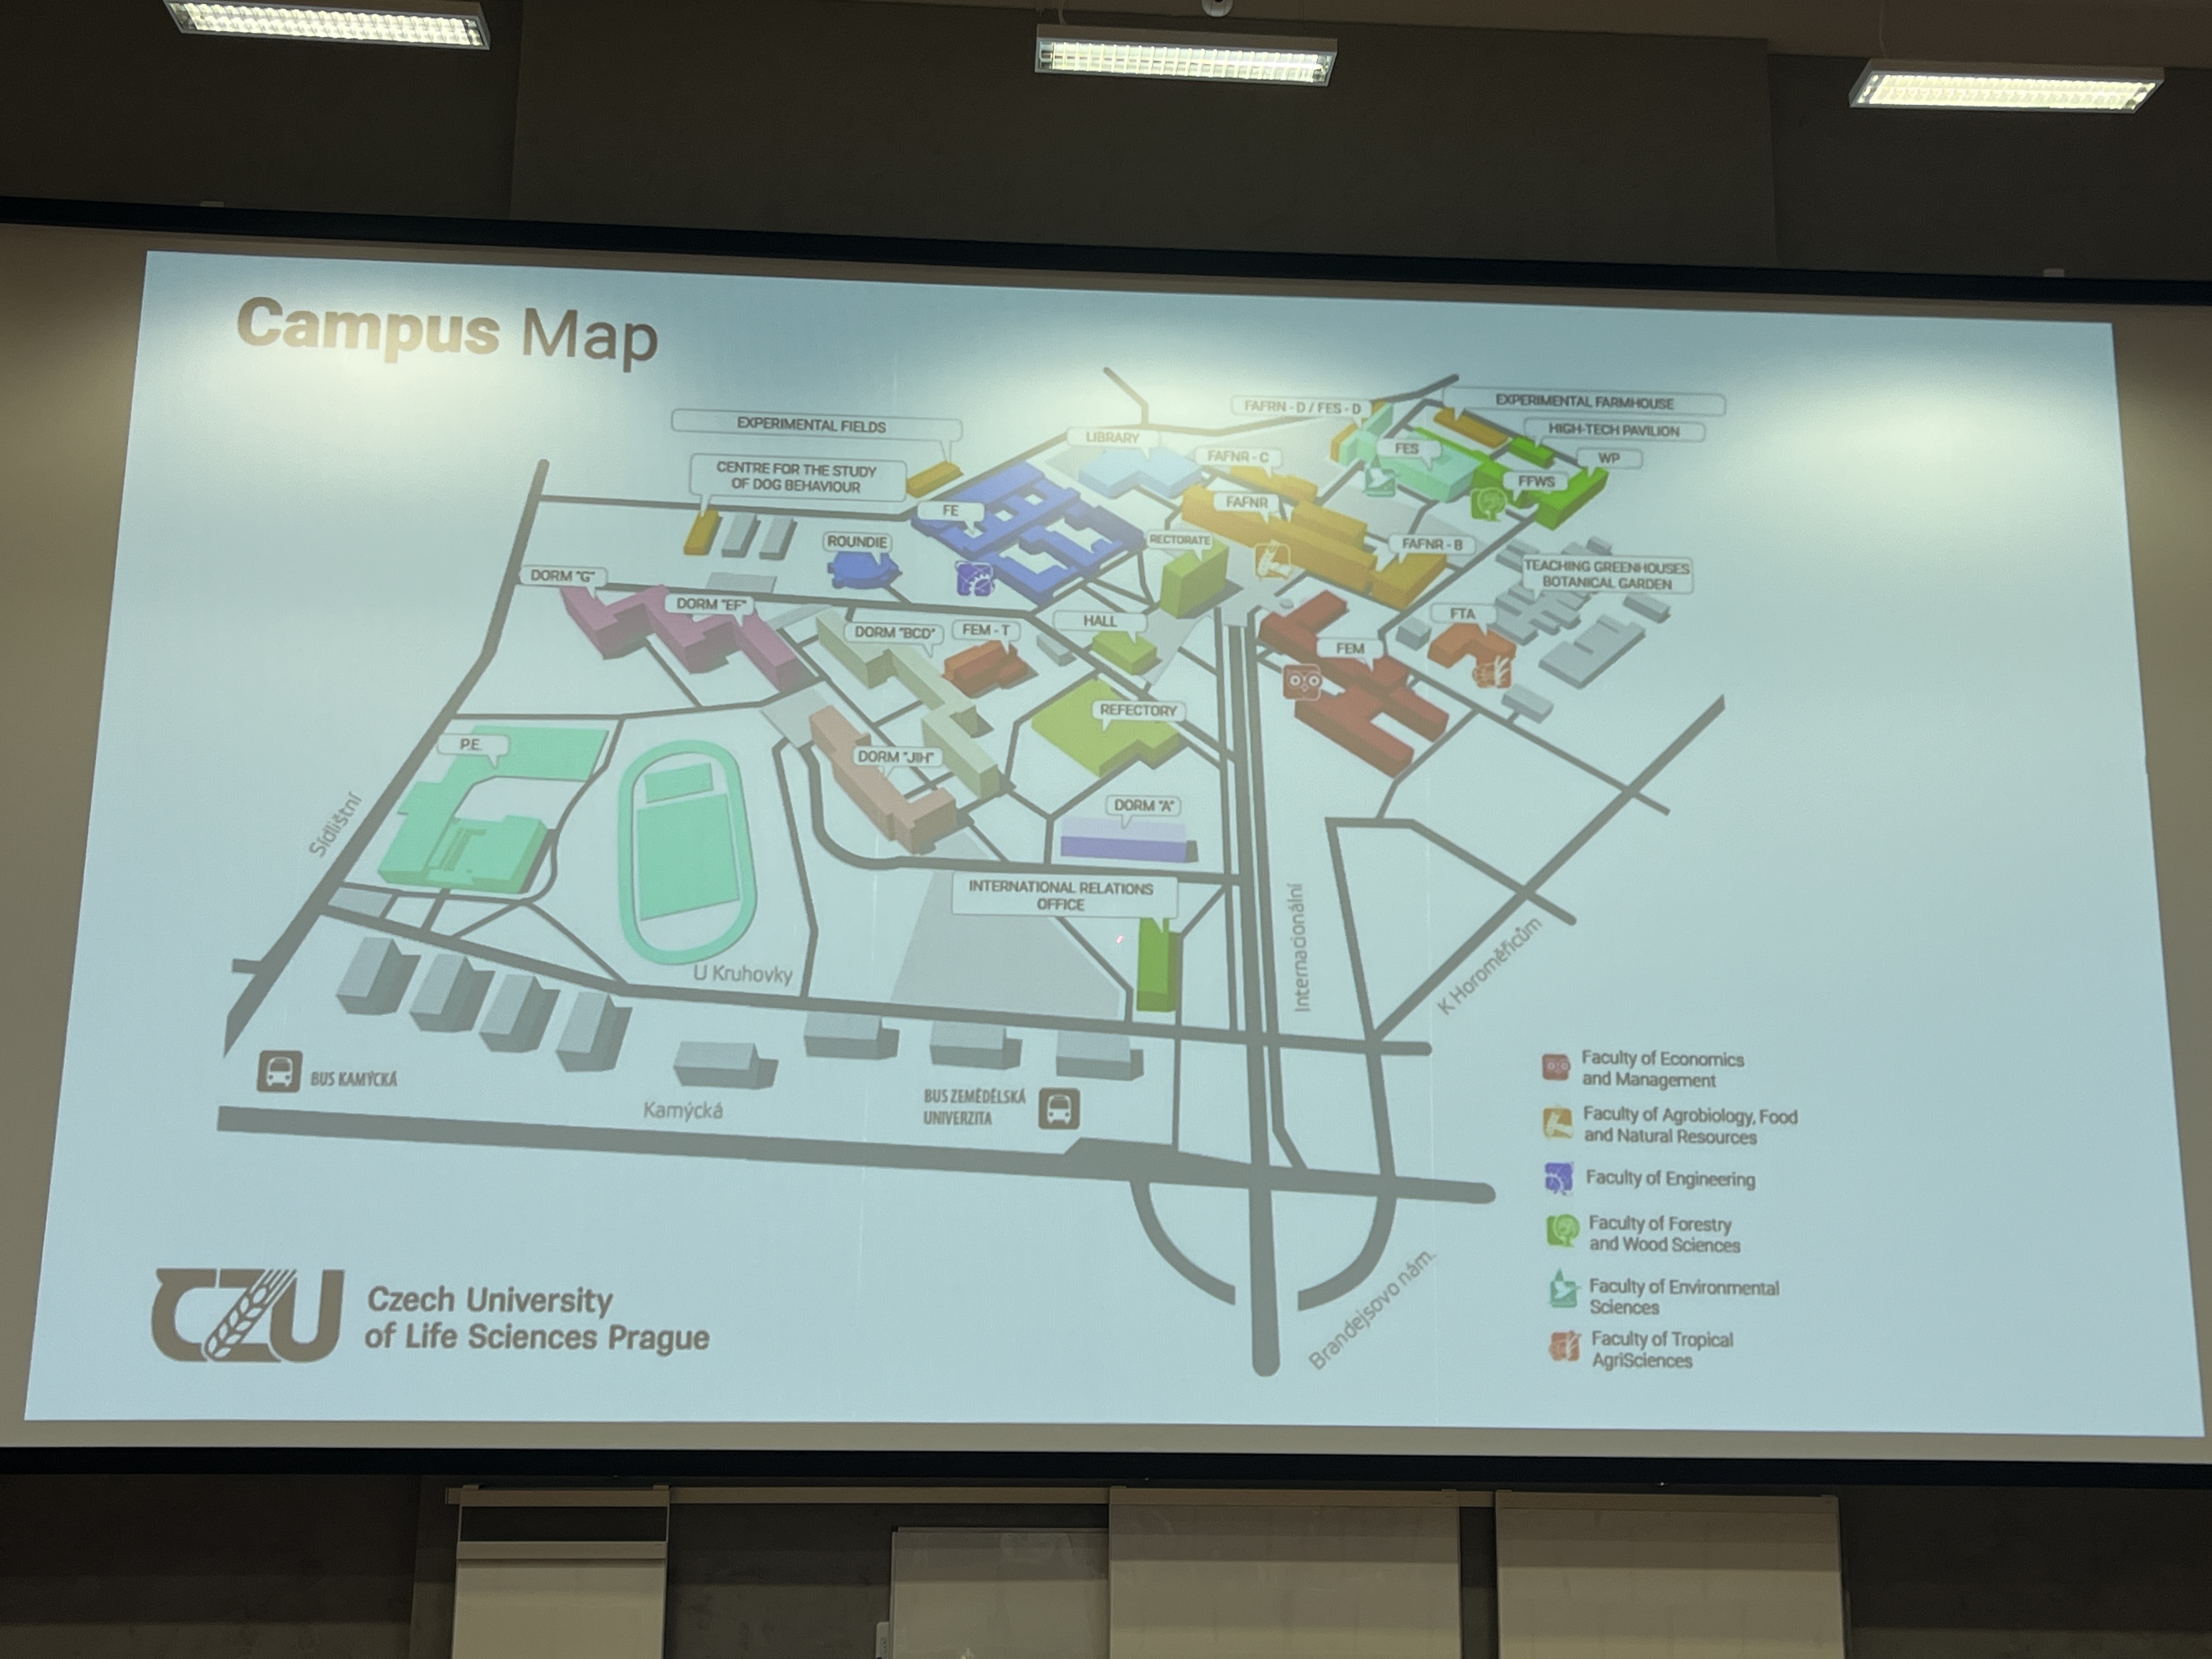 Campus Map
EXPERIMENTAL FIELDS
CENTRE FOR THE STUDY
OF DOG BEHAVIOUR
LIBRARY
FAFRN - D / FES - D
EXPERIMENTAL FARMHOUSE
HIGH-TECH PAVILION
WP
FES
FFWS
FAFNR - C
FAFNR
FAFNR - B
FE
ROUNDIE
RECTORATE
TEACHING GREENHOUSES
BOTANICAL GARDEN
DORM "G"
DORM "EF"
DORM "BCD"
FEM - T
HALL
FTA
FEM
REFECTORY
P.E.
DORM "JIH"
DORM "A"
INTERNATIONAL RELATIONS
OFFICE
Sídlištní
U Kruhovky
Internacionální
K Horoměřicům
BUS KAMÝCKÁ
Kamýcká
BUS ZEMĚDĚLSKÁ
UNIVERZITA
Brandejsovo nám.
Faculty of Economics
and Management
Faculty of Agrobiology, Food
and Natural Resources
Faculty of Engineering
Faculty of Forestry
and Wood Sciences
Faculty of Environmental
Sciences
Faculty of Tropical
AgriSciences
CZU
Czech University
of Life Sciences Prague